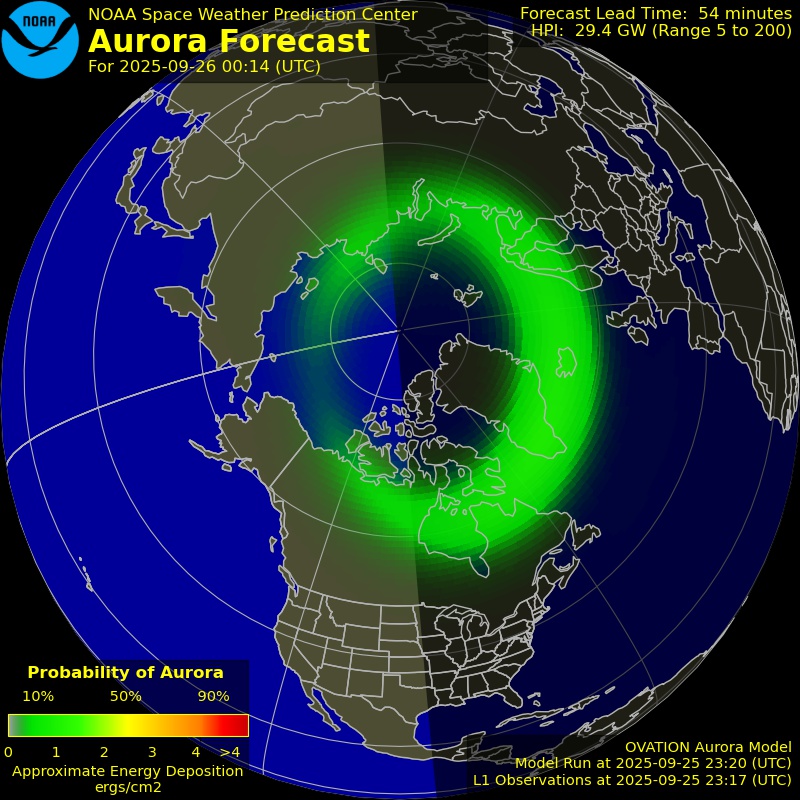 NOAA
NOAA Space Weather Prediction Center
Aurora Forecast
For 2025-09-26 00:14 (UTC)
Forecast Lead Time:  54 minutes
HPI:  29.4 GW (Range 5 to 200)
Probability of Aurora
10% 50% 90%
0 1 2 3 4 >4
Approximate Energy Deposition
ergs/cm2
OVATION Aurora Model
Model Run at 2025-09-25 23:20 (UTC)
L1 Observations at 2025-09-25 23:17 (UTC)